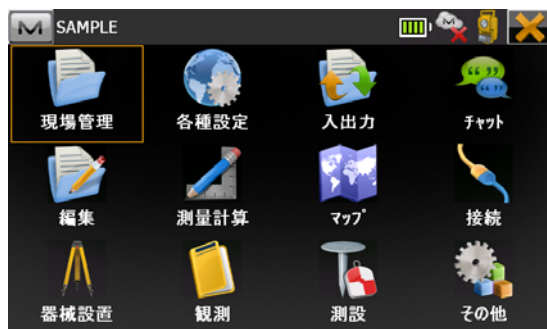 SAMPLE
現場管理
各種設定
入出力
チャット
編集
測量計算
マップ
接続
器械設置
観測
測設
その他